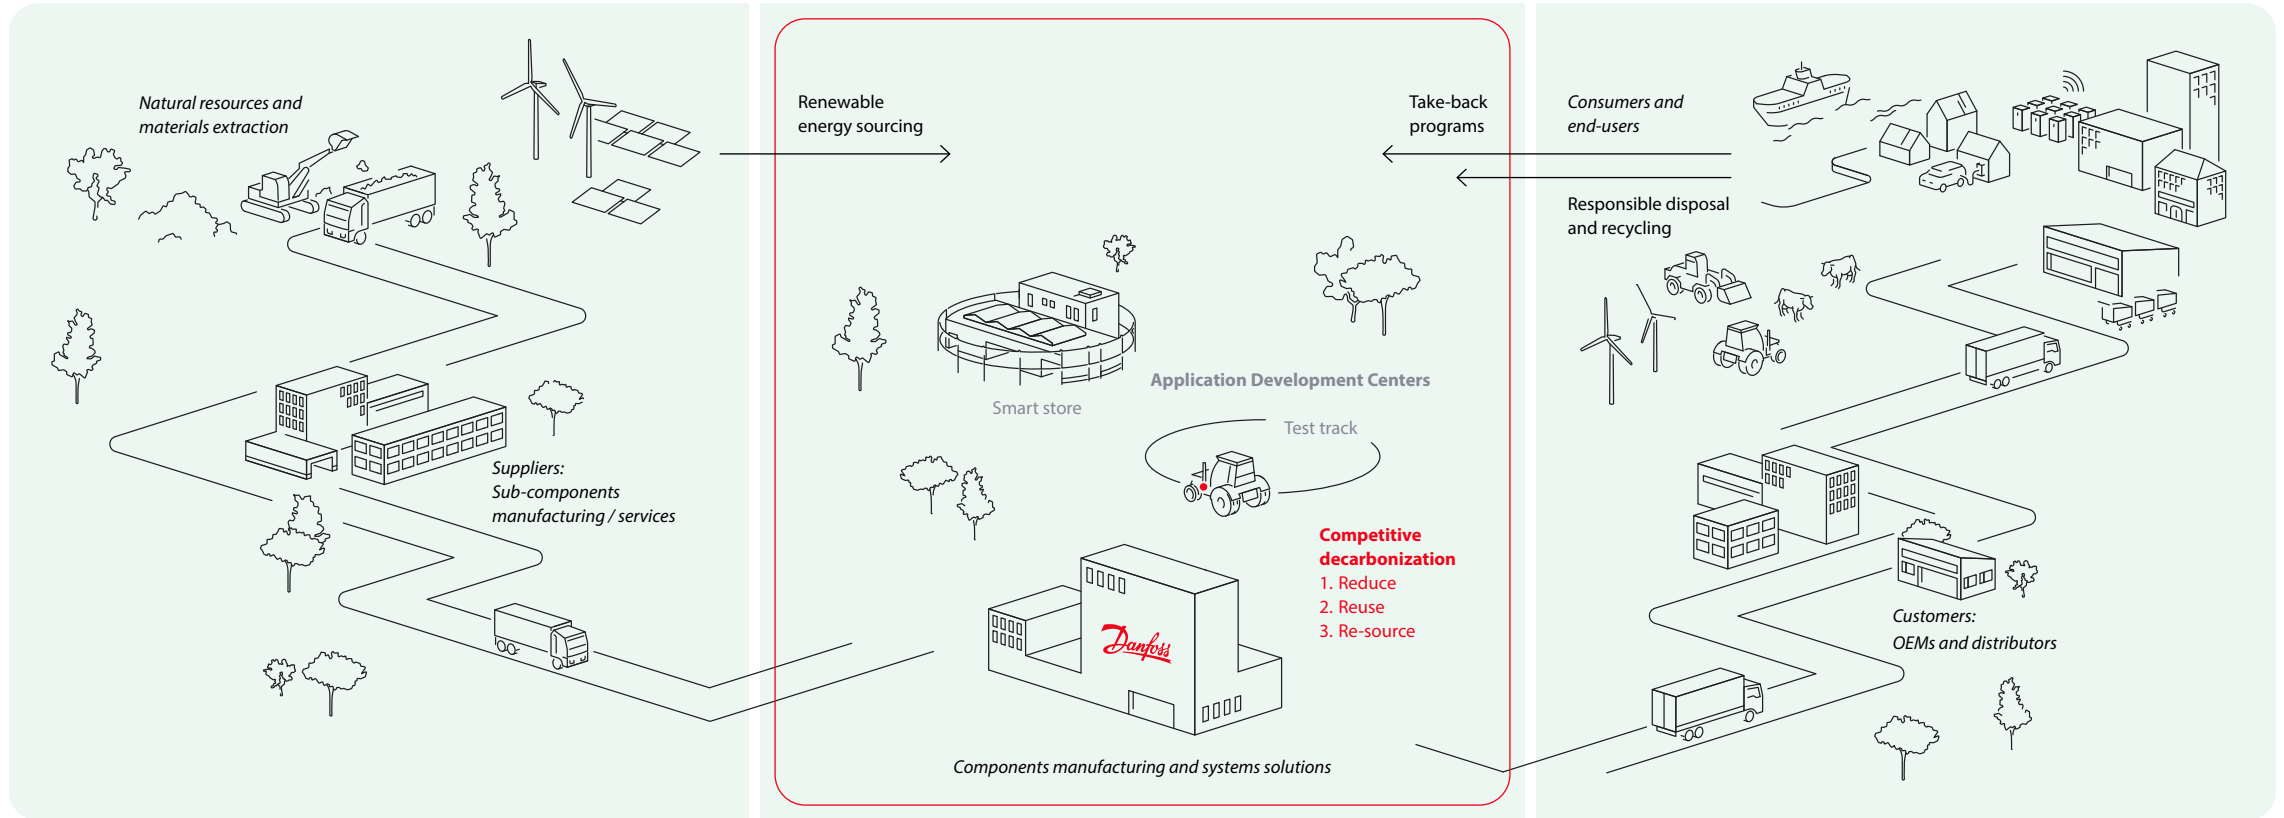 Natural resources and
materials extraction
Suppliers:
Sub-components
manufacturing / services
Renewable
energy sourcing
Take-back
programs
Application Development Centers
Smart store
Test track
Competitive
decarbonization
1. Reduce
2. Reuse
3. Re-source
Danfoss
Components manufacturing and systems solutions
Consumers and
end-users
Responsible disposal
and recycling
Customers:
OEMs and distributors